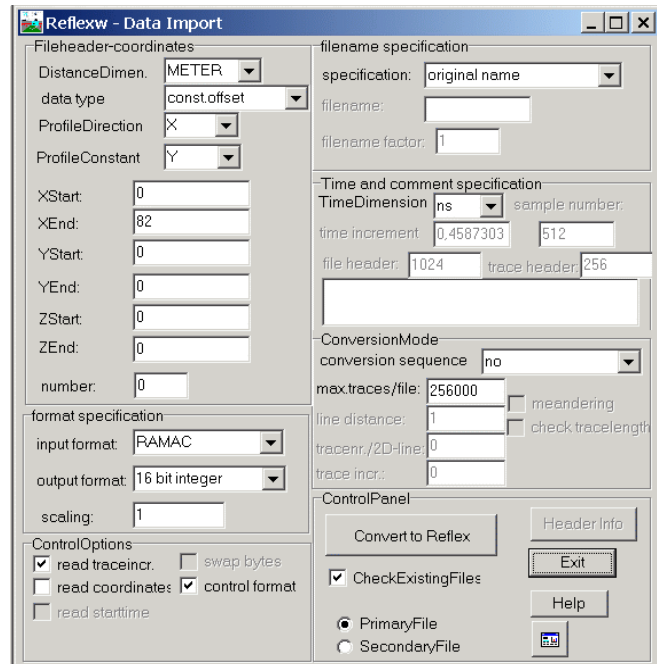 Reflexw - Data Import
Fileheader-coordinates
DistanceDimen. METER
data type const.offset
ProfileDirection X
ProfileConstant Y
XStart: 0
XEnd: 82
YStart: 0
YEnd: 0
ZStart: 0
ZEnd: 0
number: 0
format specification
input format: RAMAC
output format: 16 bit integer
scaling: 1
ControlOptions
read traceincr. swap bytes
read coordinates control format
read starttime
filename specification
specification: original name
filename:
filename factor: 1
Time and comment specification
TimeDimension ns sample number:
time increment 0,4587303 512
file header: 1024 trace header: 256
ConversionMode
conversion sequence no
max.traces/file: 256000
meandering
line distance: 1
check tracelength
tracenr./2D-line: 0
trace incr.: 0
ControlPanel
Convert to Reflex Header Info
Exit
CheckExistingFiles
Help
PrimaryFile
SecondaryFile